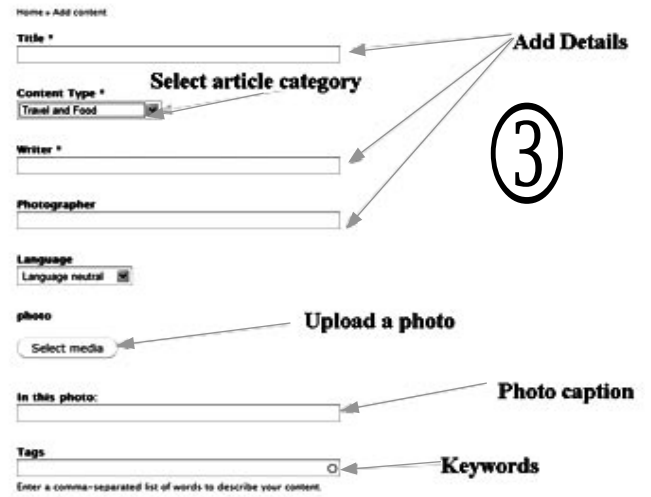 Home » Add content
Title *
Add Details
Select article category
Content Type *
Travel and Food
3
Writer *
Photographer
Language
Language neutral
photo
Upload a photo
Select media
Photo caption
In this photo:
Tags
Keywords
Enter a comma-separated list of words to describe your content.